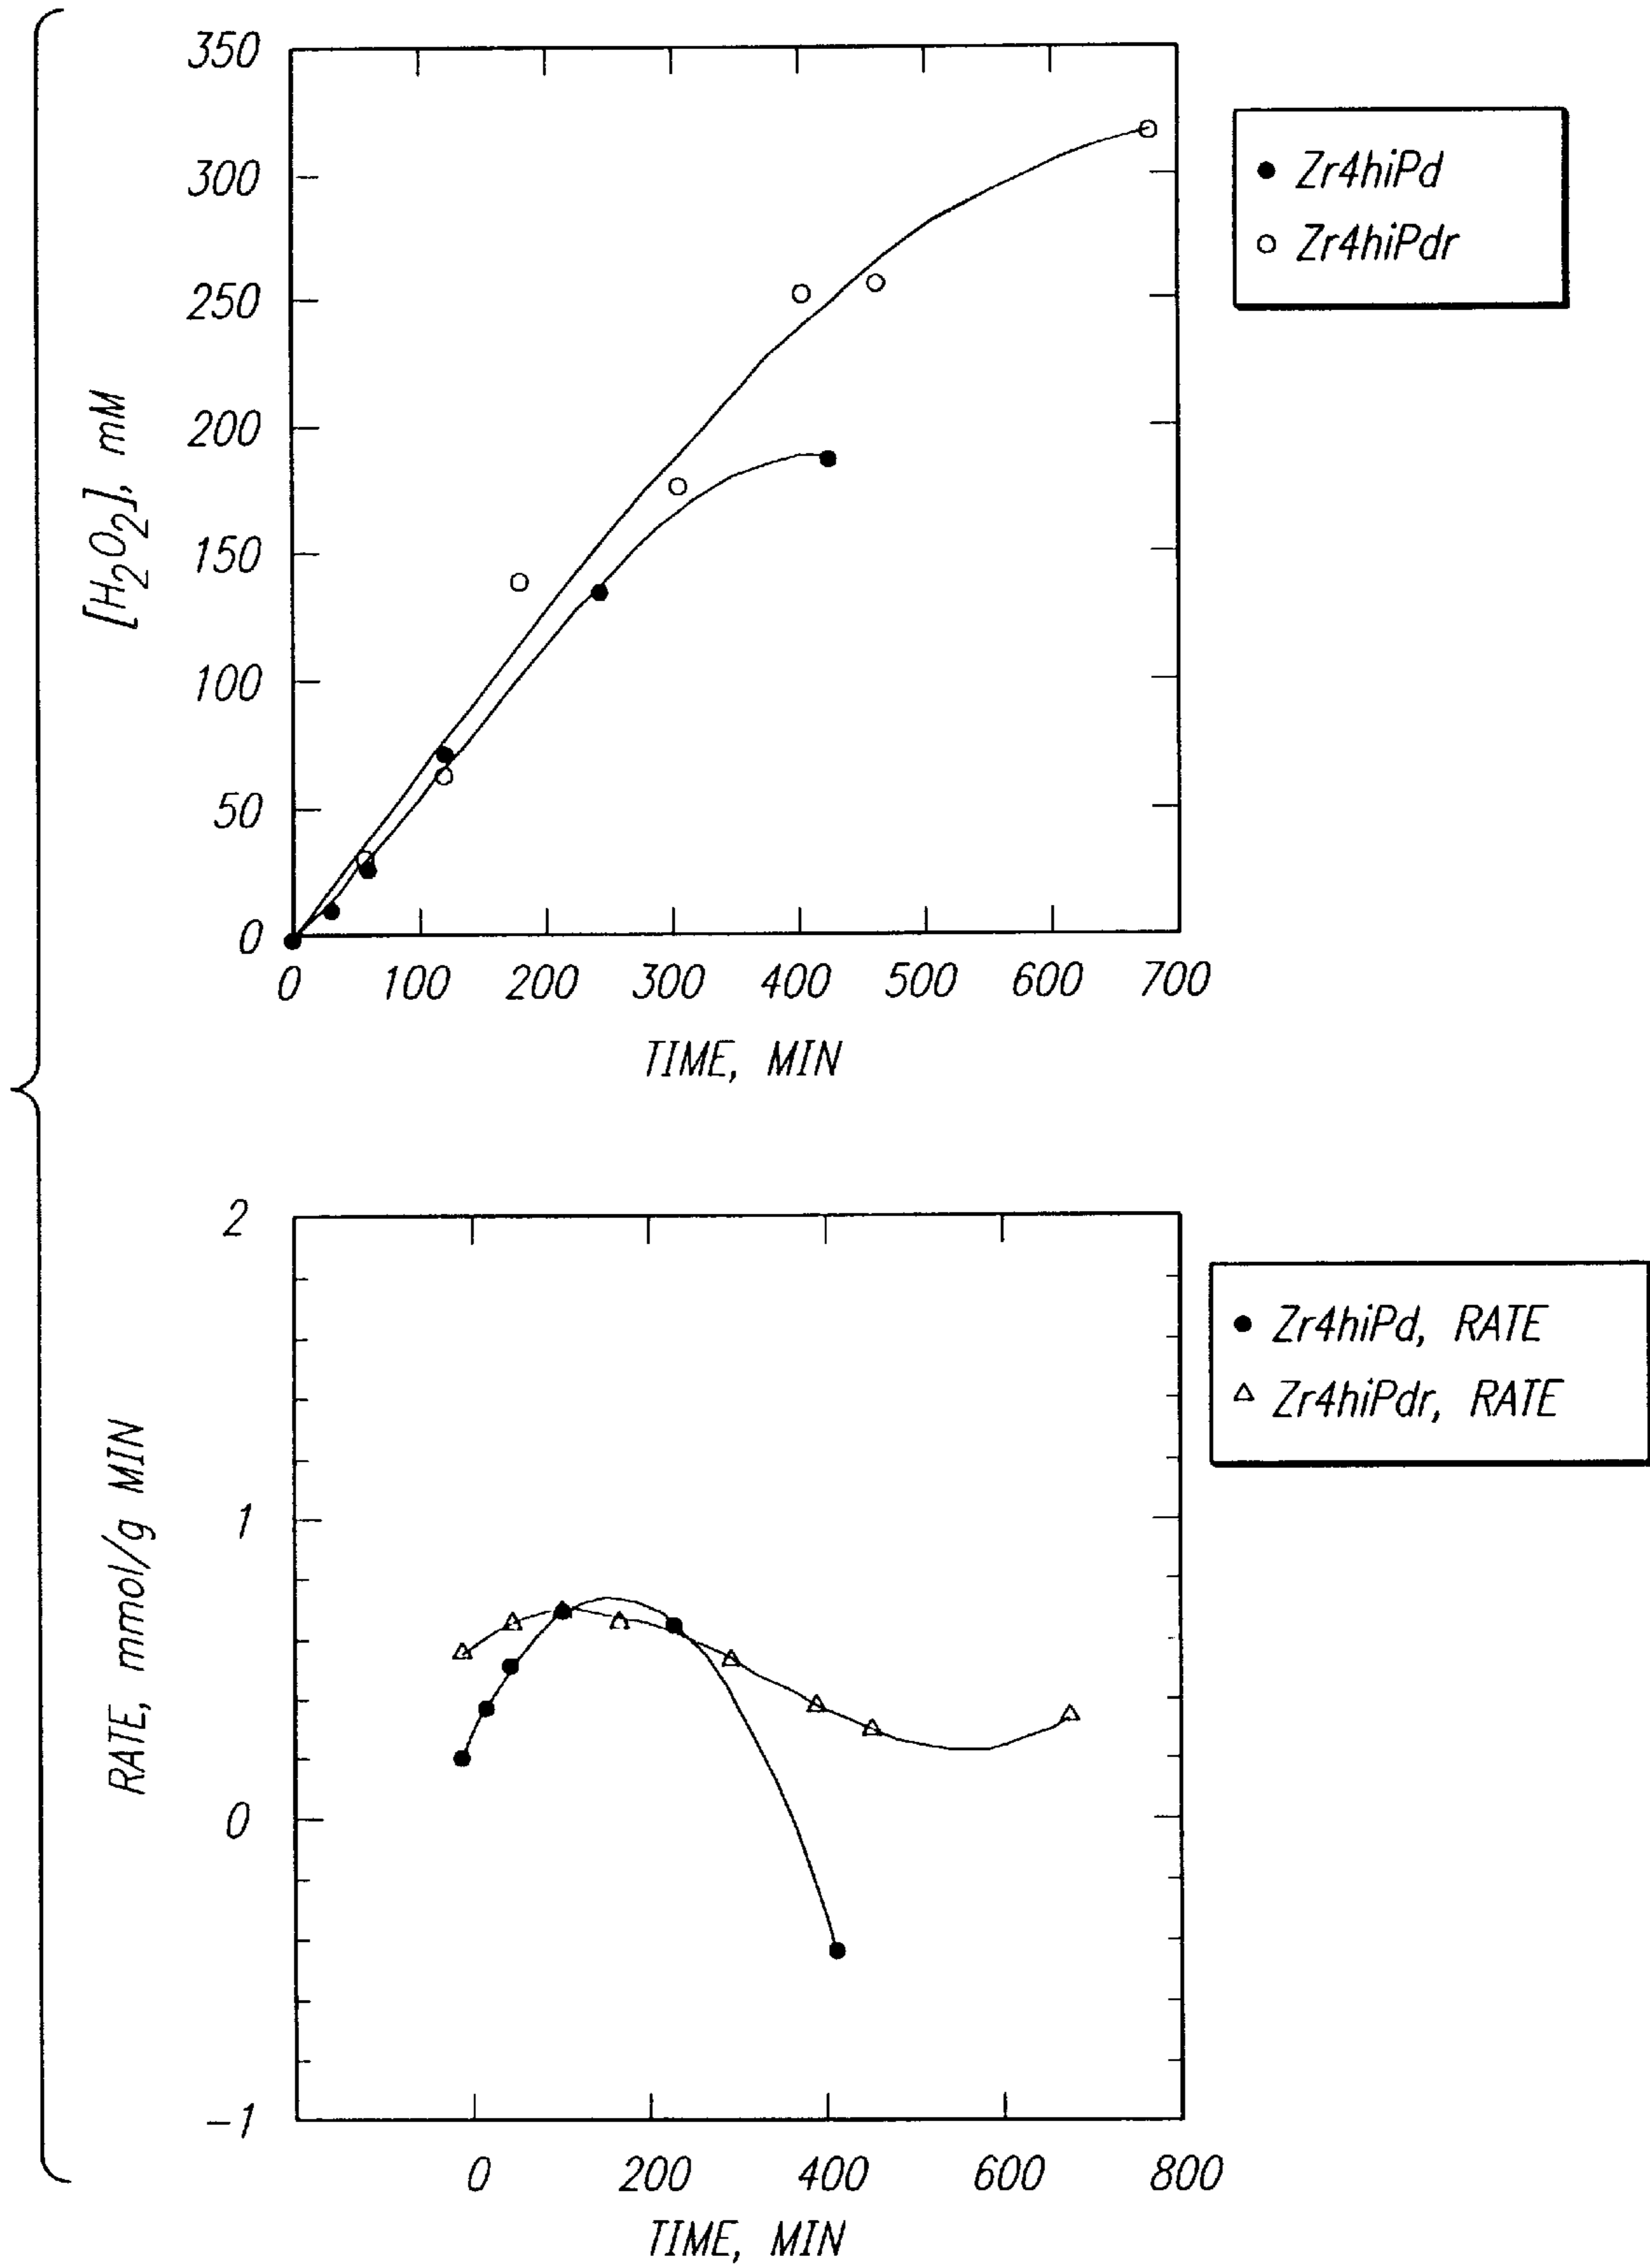 350
300
250
200
150
100
50
0
[H2O2], mM
0 100 200 300 400 500 600 700
TIME, MIN
Zr4hiPd
Zr4hiPdr
2
1
0
-1
RATE, mmol/g MIN
0 200 400 600 800
TIME, MIN
Zr4hiPd, RATE
Zr4hiPdr, RATE